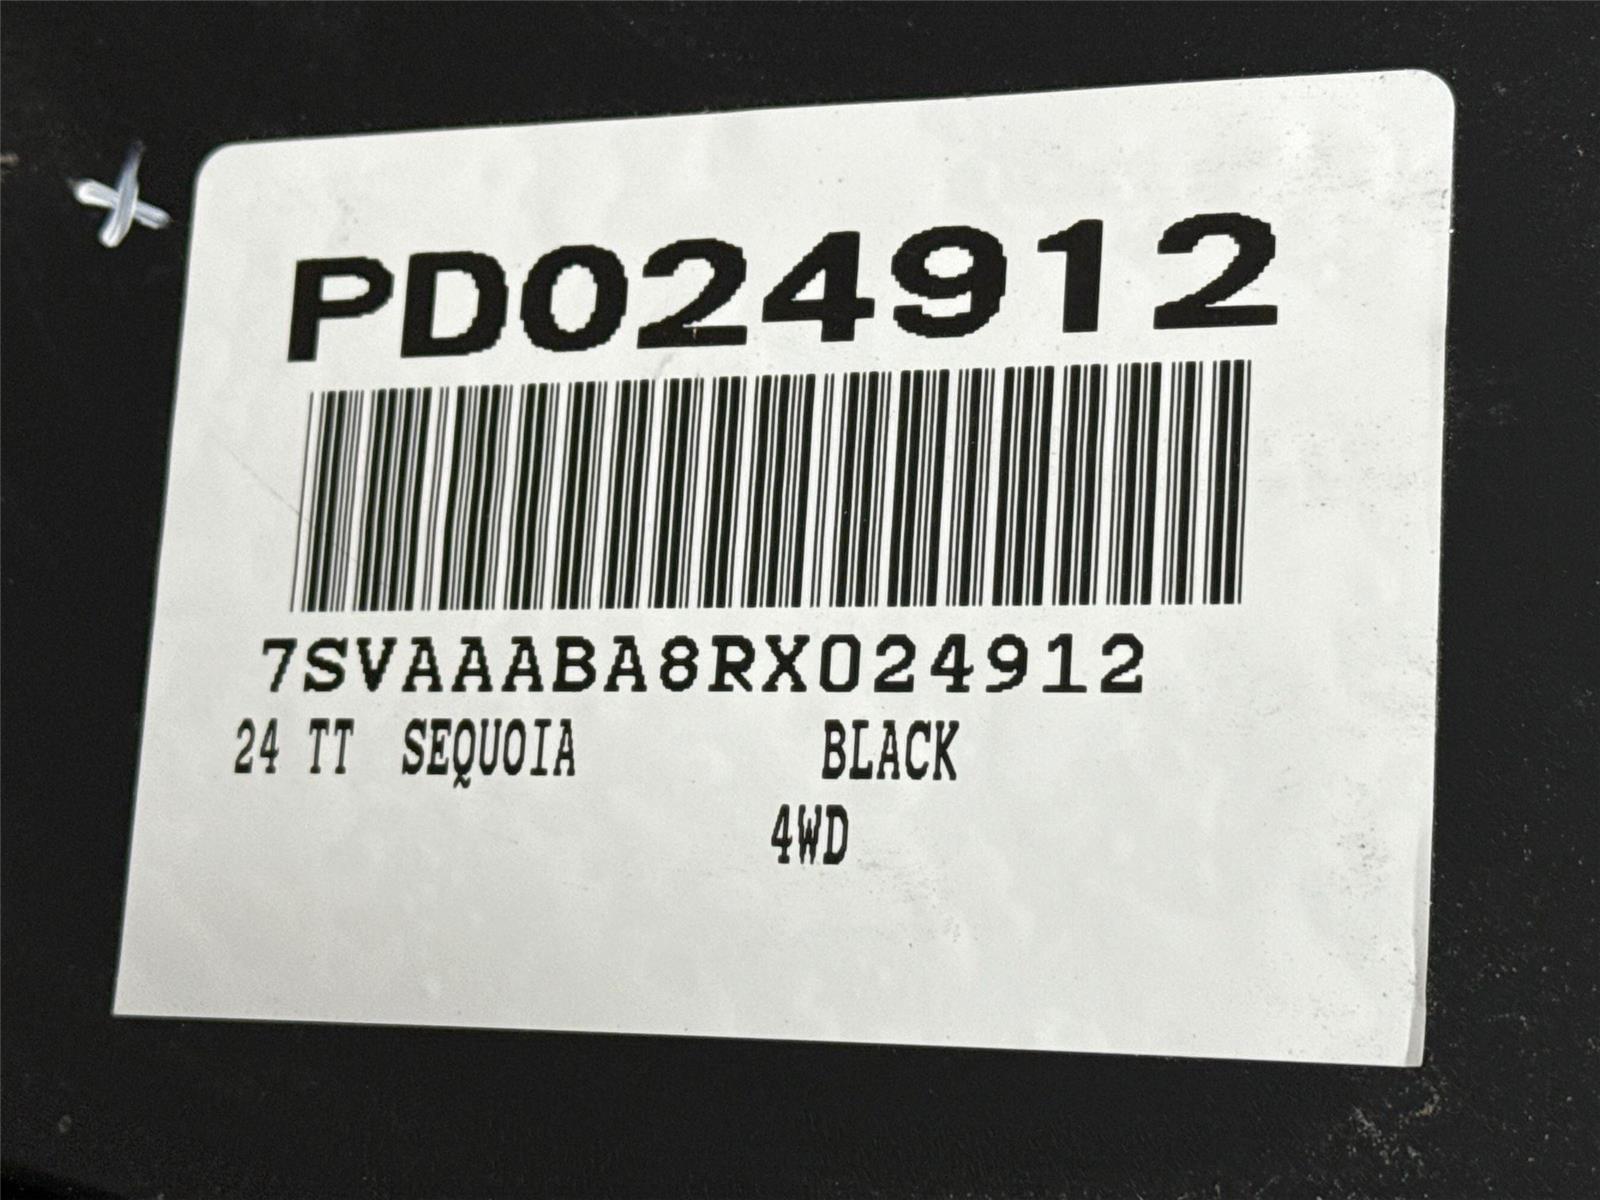 PD024912
7SVAAABA8RX024912
24 TT SEQUOIA BLACK
4WD